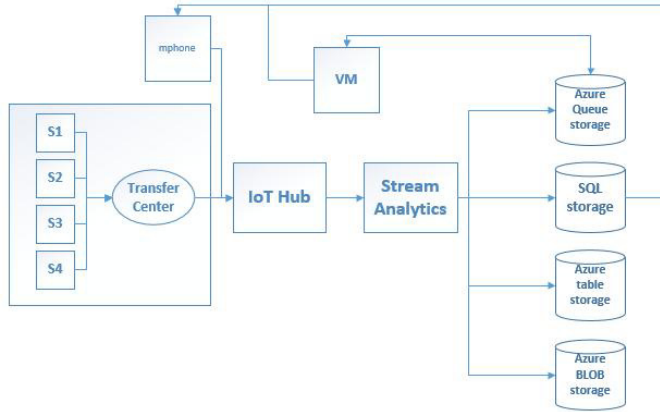 mphone
VM
Azure
Queue
storage
S1
S2
S3
S4
Transfer
Center
IoT Hub
Stream
Analytics
SQL
storage
Azure
table
storage
Azure
BLOB
storage